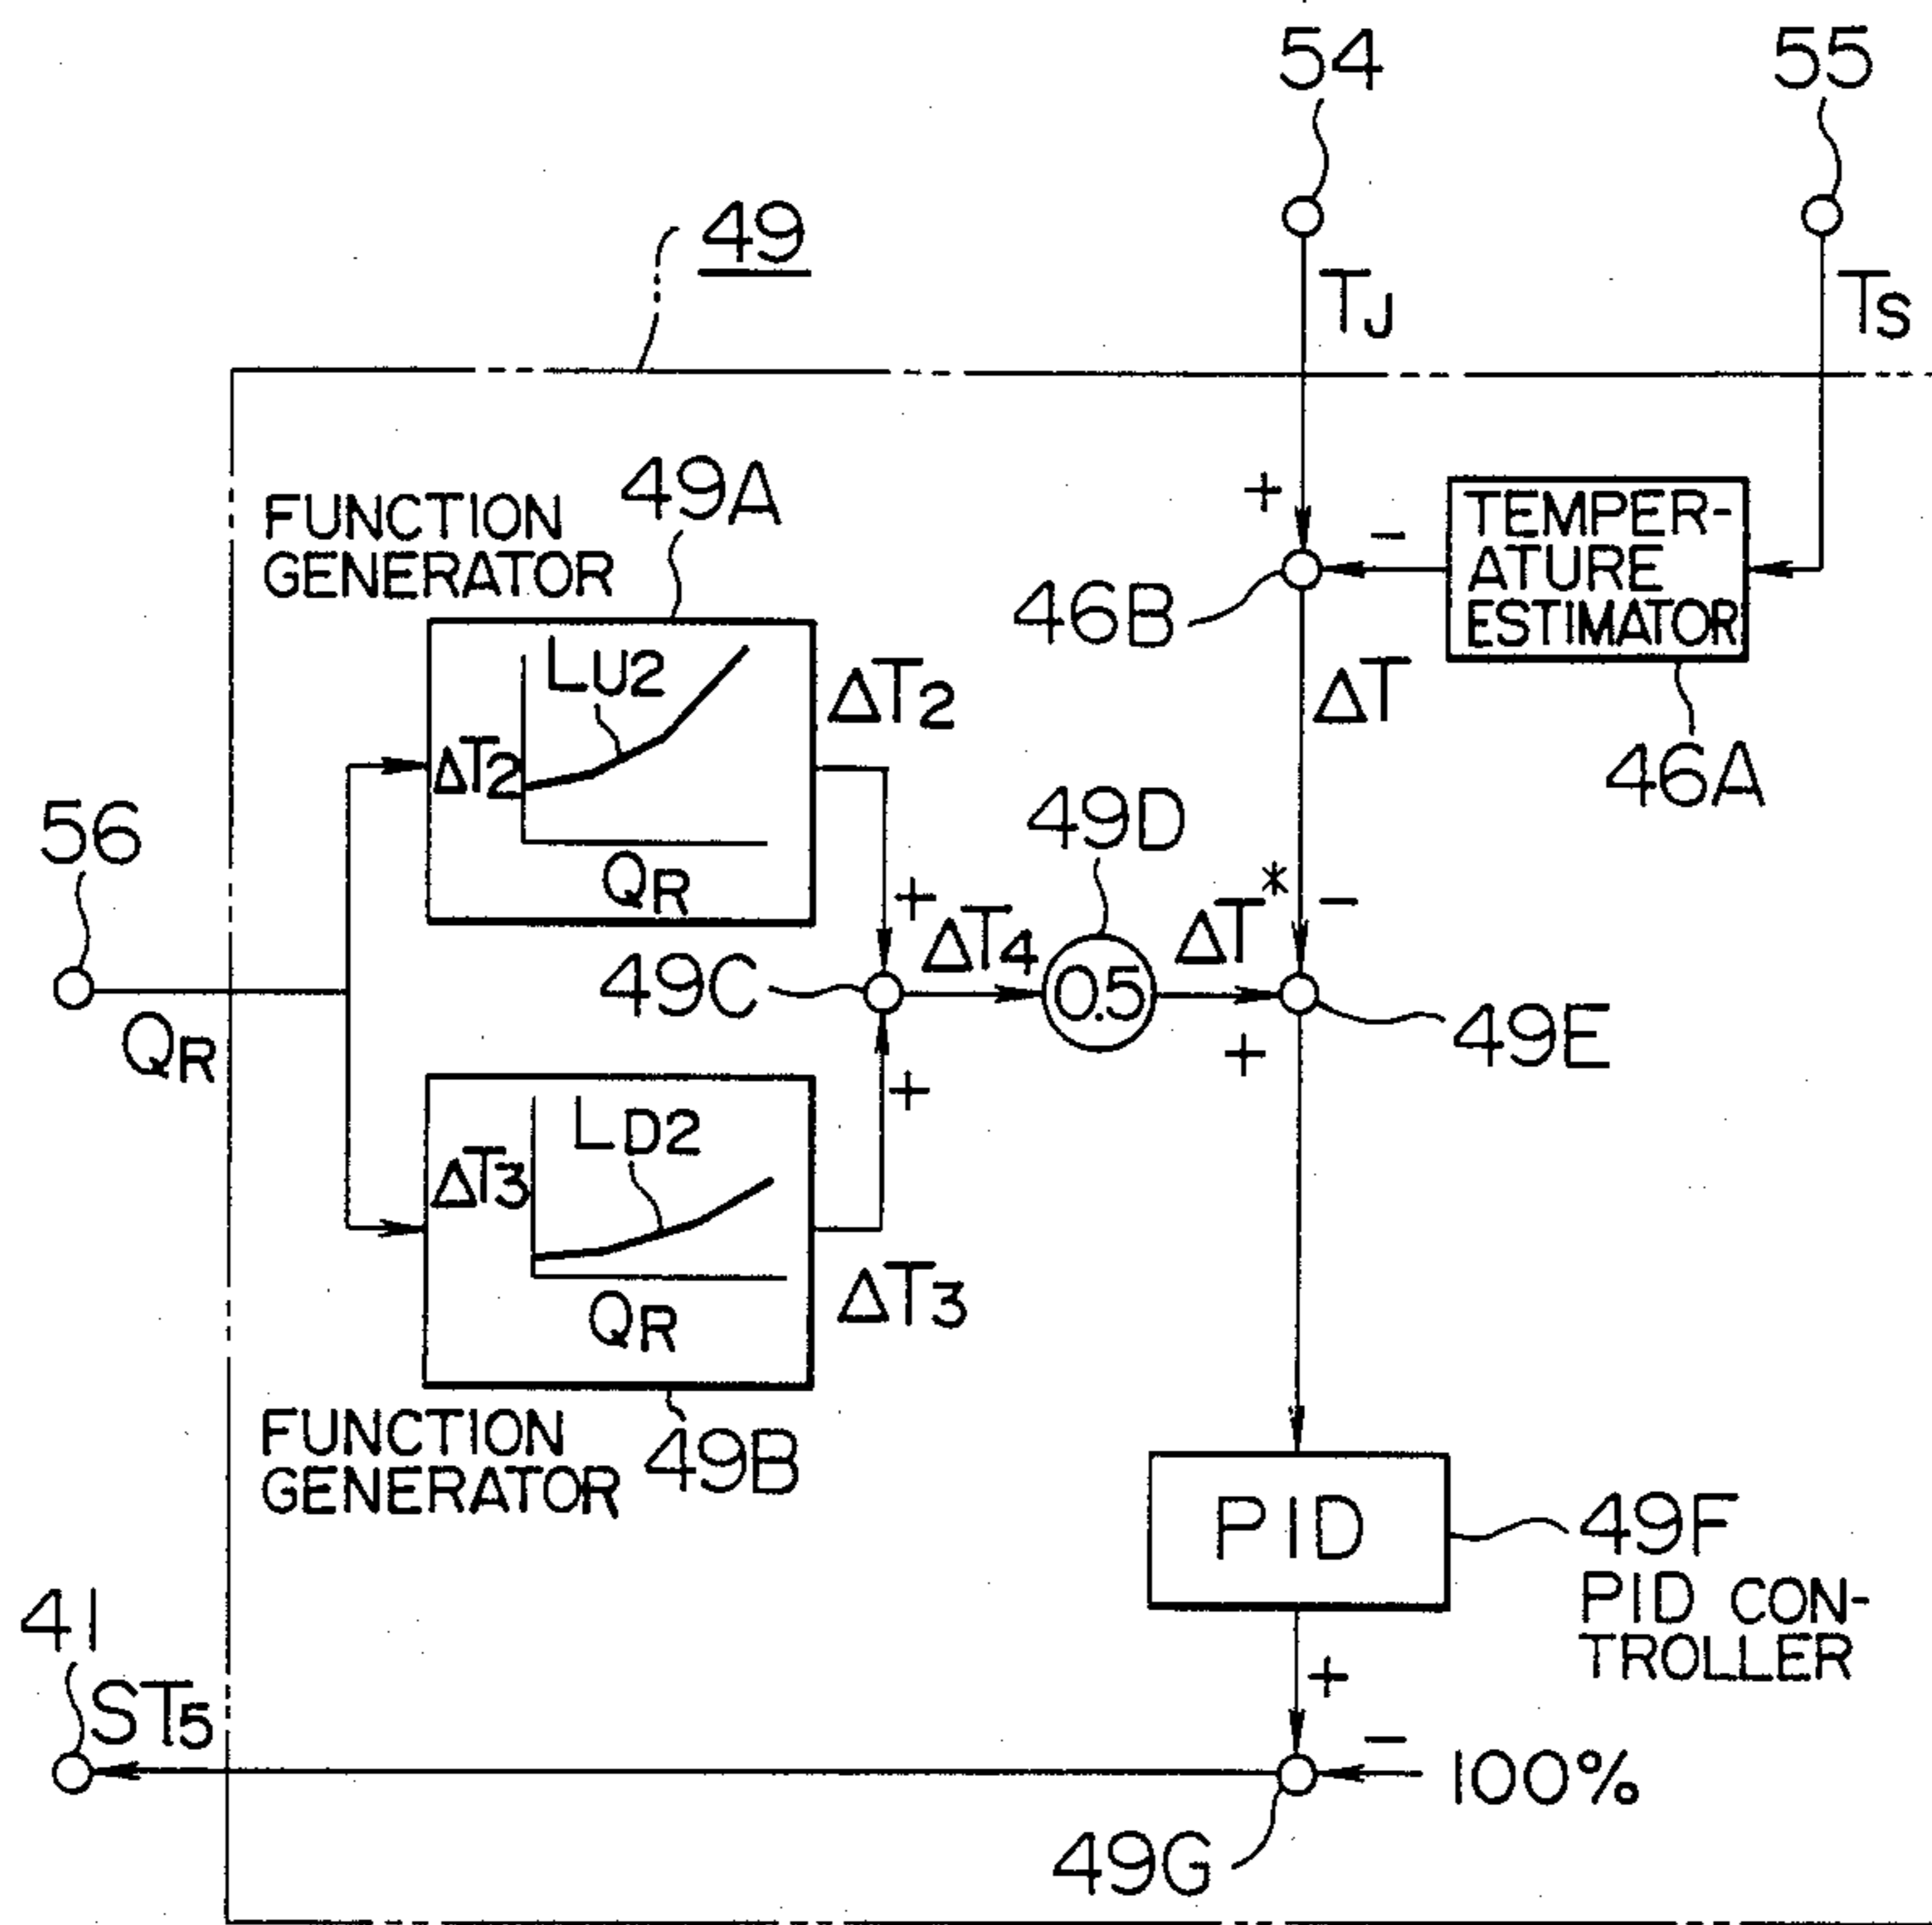 54
55
49
TJ
TS
FUNCTION
GENERATOR
49A
+
-
TEMPER-
ATURE
ESTIMATOR
46B
46A
LU2
ΔT2
QR
ΔT2
ΔT
56
QR
49D
+
ΔT4
0.5
ΔT*
-
49C
+
49E
+
LD2
ΔT3
QR
ΔT3
FUNCTION
GENERATOR
49B
PID
49F
PID CON-
TROLLER
41
ST5
+
-
100%
49G